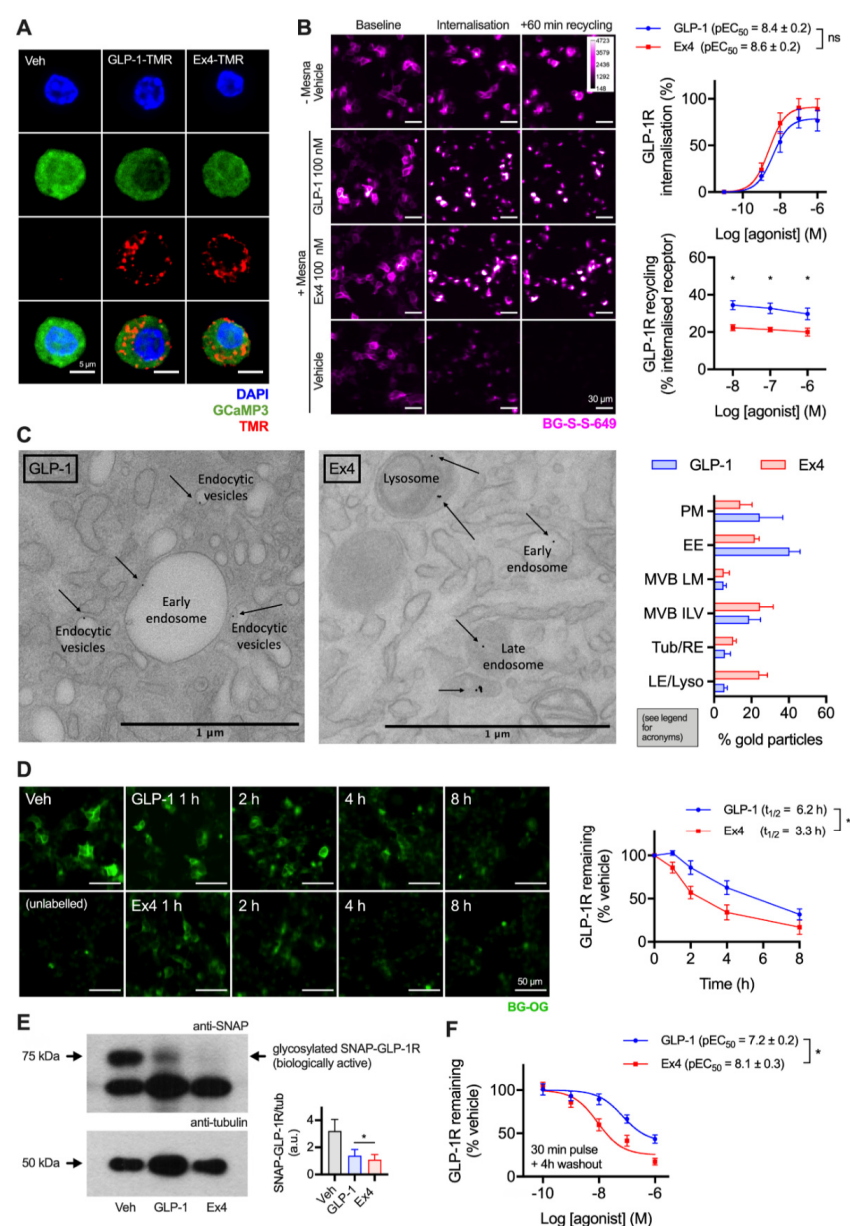 A
Veh
GLP-1-TMR
Ex4-TMR
5 µm
DAPI
GCaMP3
TMR
B
Baseline
Internalisation
+60 min recycling
4723
3579
2436
1292
148
- Mesna
Vehicle
+ Mesna
GLP-1 100 nM
Ex4 100 nM
Vehicle
30 µm
BG-S-S-649
GLP-1 (pEC50 = 8.4 ± 0.2)
Ex4 (pEC50 = 8.6 ± 0.2)
ns
GLP-1R
internalisation (%)
100
50
0
-10 -8 -6
Log [agonist] (M)
GLP-1R recycling
(% internalised receptor)
60
40
20
0
* * *
-8 -7 -6
Log [agonist] (M)
C
GLP-1
Endocytic
vesicles
Early
endosome
Endocytic
vesicles
Endocytic
vesicles
1 µm
Ex4
Lysosome
Early
endosome
Late
endosome
1 µm
GLP-1 Ex4
PM
EE
MVB LM
MVB ILV
Tub/RE
LE/Lyso
(see legend
for
acronyms)
0 20 40 60
% gold particles
D
Veh
GLP-1 1 h
2 h
4 h
8 h
(unlabelled)
Ex4 1 h
2 h
4 h
8 h
50 µm
BG-OG
GLP-1 (t1/2 = 6.2 h)
Ex4 (t1/2 = 3.3 h)
*
GLP-1R remaining
(% vehicle)
100
50
0
0 2 4 6 8
Time (h)
E
anti-SNAP
75 kDa
glycosylated SNAP-GLP-1R
(biologically active)
anti-tubulin
50 kDa
Veh GLP-1 Ex4
SNAP-GLP-1R/tub
(a.u.)
4
2
0
*
Veh
GLP-1
Ex4
F
GLP-1 (pEC50 = 7.2 ± 0.2)
Ex4 (pEC50 = 8.1 ± 0.3)
*
GLP-1R remaining
(% vehicle)
100
50
0
30 min pulse
+ 4h washout
-10 -8 -6
Log [agonist] (M)